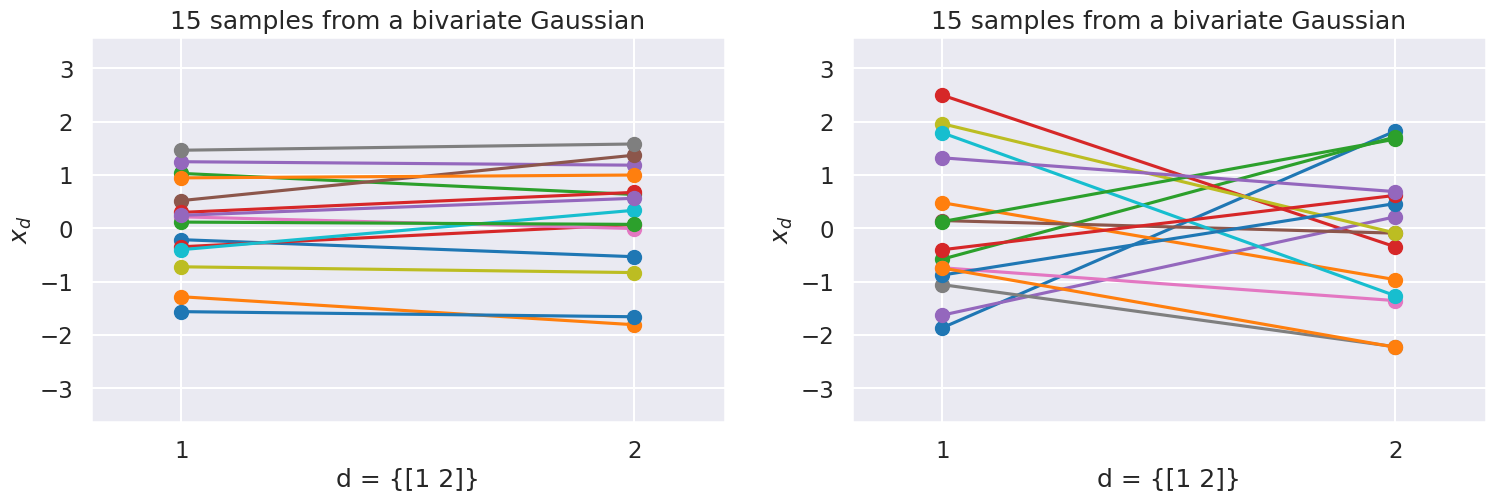 15 samples from a bivariate Gaussian
3
2
1
0
−1
−2
−3
x_d
1 2
d = {[1 2]}
15 samples from a bivariate Gaussian
3
2
1
0
−1
−2
−3
x_d
1 2
d = {[1 2]}